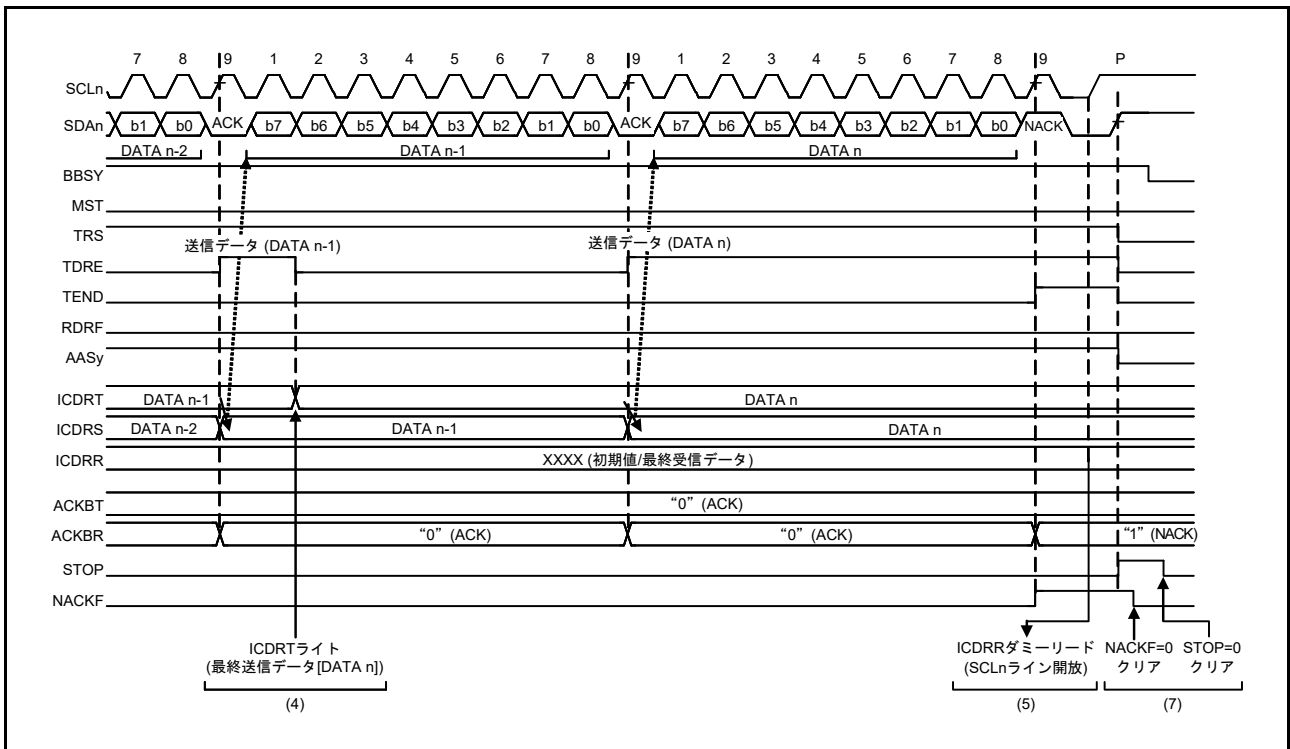 7 8 9 1 2 3 4 5 6 7 8 9 1 2 3 4 5 6 7 8 9 P
SCLn
SDAn b1 b0 ACK b7 b6 b5 b4 b3 b2 b1 b0 ACK b7 b6 b5 b4 b3 b2 b1 b0 NACK
DATA n-2 DATA n-1 DATA n
BBSY
MST
TRS
送信データ (DATA n-1) 送信データ (DATA n)
TDRE
TEND
RDRF
AASy
ICDRT DATA n-1 DATA n
ICDRS DATA n-2 DATA n-1 DATA n
ICDRR XXXX (初期値/最終受信データ)
ACKBT “0” (ACK)
ACKBR “0” (ACK) “0” (ACK) “1” (NACK)
STOP
NACKF
ICDRTライト ICDRRダミーリード NACKF=0 STOP=0
(最終送信データ[DATA n]) (SCLnライン開放) クリア クリア
(4) (5) (7)